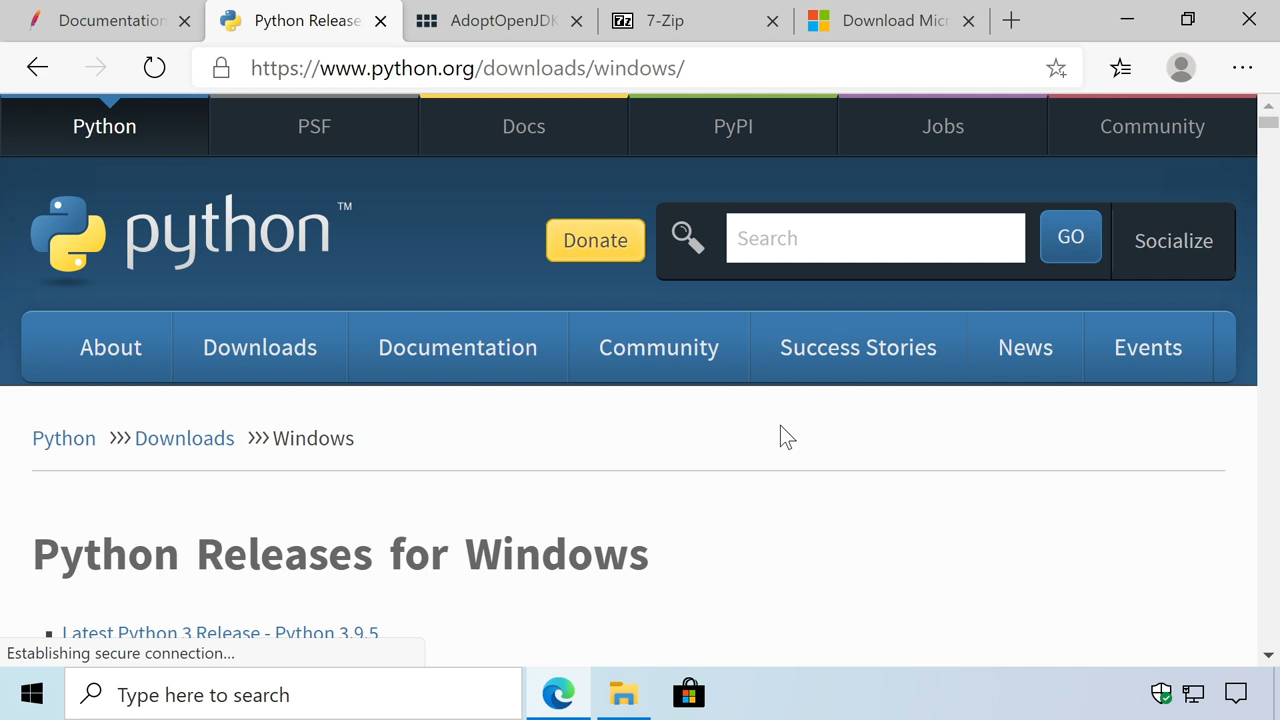 Documentation
Python Release
AdoptOpenJDK
7z
7-Zip
Download Micr
https://www.python.org/downloads/windows/
Python
PSF
Docs
PyPI
Jobs
Community
python™
Donate
Search
GO
Socialize
About
Downloads
Documentation
Community
Success Stories
News
Events
Python >>> Downloads >>> Windows
Python Releases for Windows
Latest Python 3 Release - Python 3.9.5
Establishing secure connection...
Type here to search